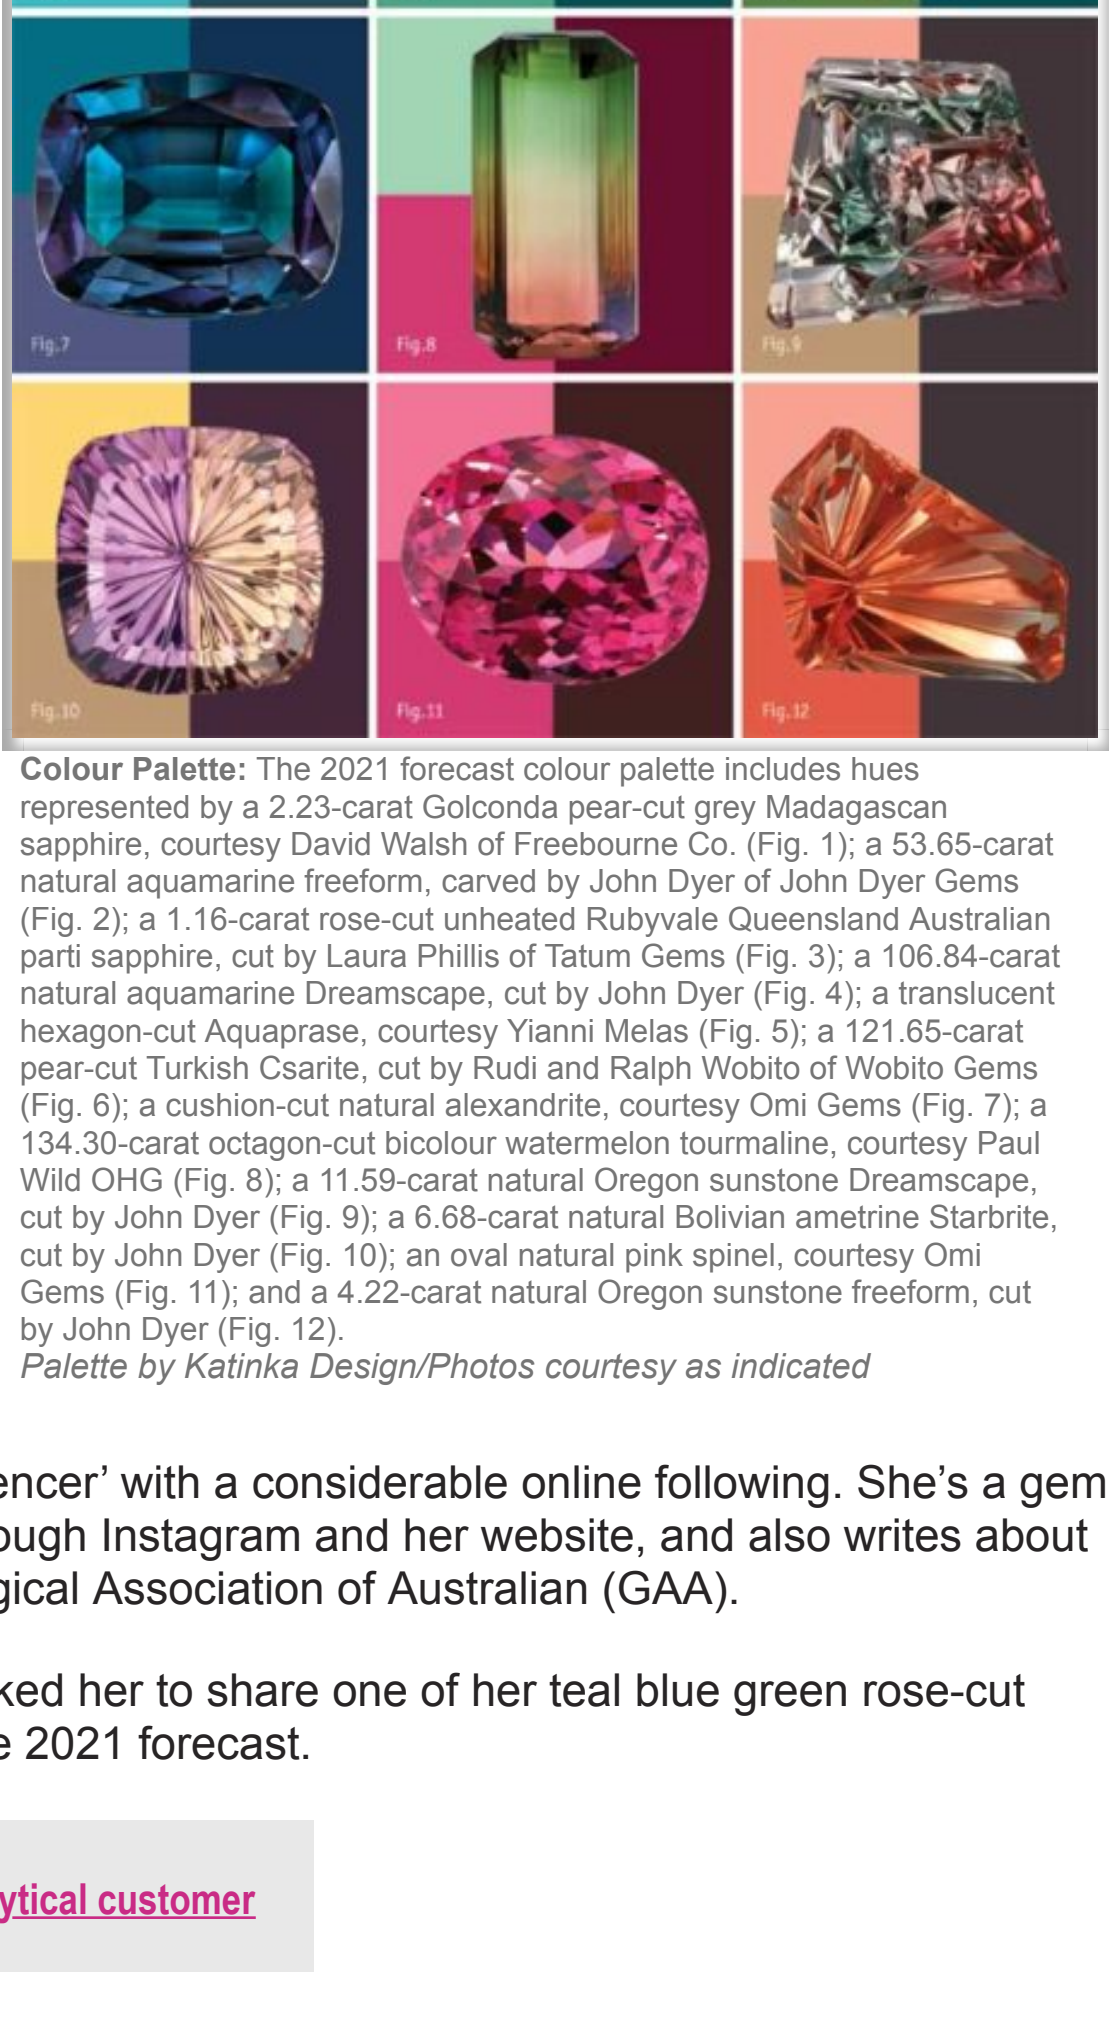 Fig.7
Fig.8
Fig.9
Fig.10
Fig.11
Fig.12
Colour Palette: The 2021 forecast colour palette includes hues
represented by a 2.23-carat Golconda pear-cut grey Madagascan
sapphire, courtesy David Walsh of Freebourne Co. (Fig. 1); a 53.65-carat
natural aquamarine freeform, carved by John Dyer of John Dyer Gems
(Fig. 2); a 1.16-carat rose-cut unheated Rubyvale Queensland Australian
parti sapphire, cut by Laura Phillis of Tatum Gems (Fig. 3); a 106.84-carat
natural aquamarine Dreamscape, cut by John Dyer (Fig. 4); a translucent
hexagon-cut Aquaprase, courtesy Yianni Melas (Fig. 5); a 121.65-carat
pear-cut Turkish Csarite, cut by Rudi and Ralph Wobito of Wobito Gems
(Fig. 6); a cushion-cut natural alexandrite, courtesy Omi Gems (Fig. 7); a
134.30-carat octagon-cut bicolour watermelon tourmaline, courtesy Paul
Wild OHG (Fig. 8); a 11.59-carat natural Oregon sunstone Dreamscape,
cut by John Dyer (Fig. 9); a 6.68-carat natural Bolivian ametrine Starbrite,
cut by John Dyer (Fig. 10); an oval natural pink spinel, courtesy Omi
Gems (Fig. 11); and a 4.22-carat natural Oregon sunstone freeform, cut
by John Dyer (Fig. 12).
Palette by Katinka Design/Photos courtesy as indicated
encer’ with a considerable online following. She’s a gem
ough Instagram and her website, and also writes about
gical Association of Australian (GAA).
ked her to share one of her teal blue green rose-cut
e 2021 forecast.
ytical customer